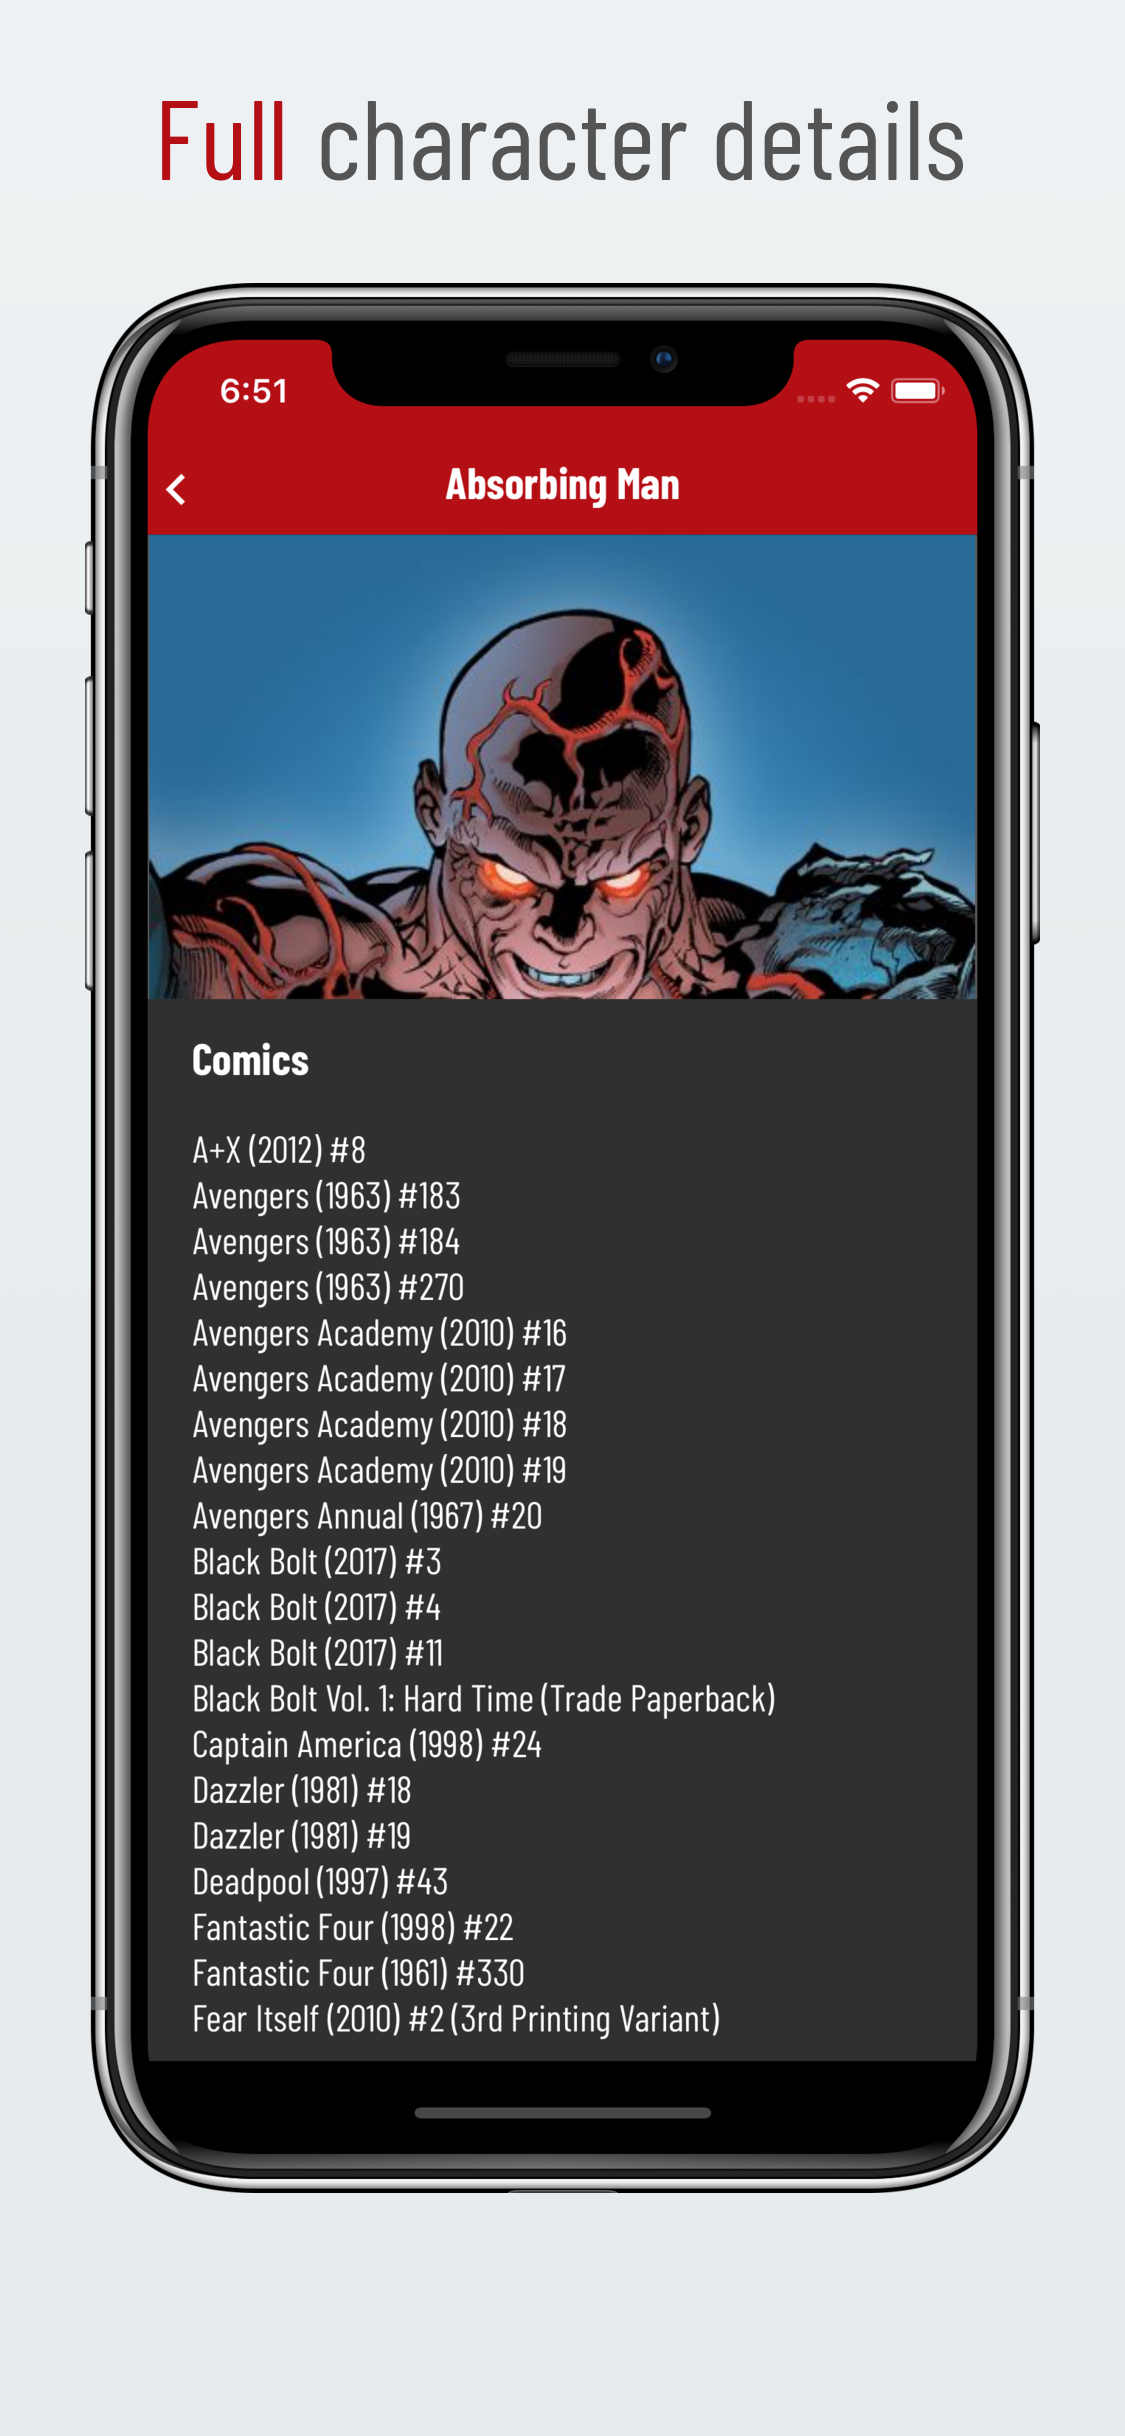 Full character details
6:51
Absorbing Man
Comics
A+X (2012) #8
Avengers (1963) #183
Avengers (1963) #184
Avengers (1963) #270
Avengers Academy (2010) #16
Avengers Academy (2010) #17
Avengers Academy (2010) #18
Avengers Academy (2010) #19
Avengers Annual (1967) #20
Black Bolt (2017) #3
Black Bolt (2017) #4
Black Bolt (2017) #11
Black Bolt Vol. 1: Hard Time (Trade Paperback)
Captain America (1998) #24
Dazzler (1981) #18
Dazzler (1981) #19
Deadpool (1997) #43
Fantastic Four (1998) #22
Fantastic Four (1961) #330
Fear Itself (2010) #2 (3rd Printing Variant)